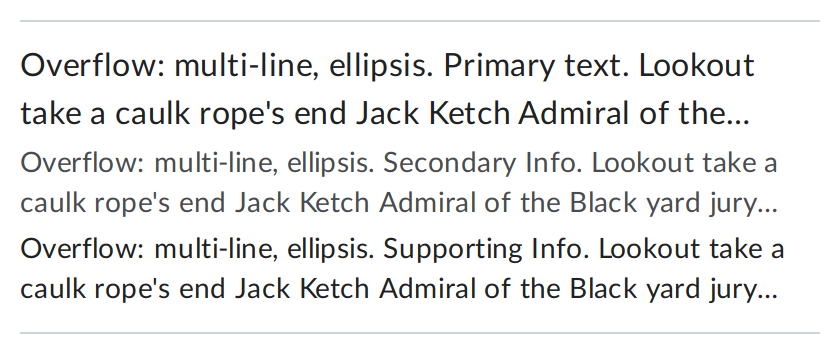 Overflow: multi-line, ellipsis. Primary text. Lookout
take a caulk rope's end Jack Ketch Admiral of the...
Overflow: multi-line, ellipsis. Secondary Info. Lookout take a
caulk rope's end Jack Ketch Admiral of the Black yard jury...
Overflow: multi-line, ellipsis. Supporting Info. Lookout take a
caulk rope's end Jack Ketch Admiral of the Black yard jury...